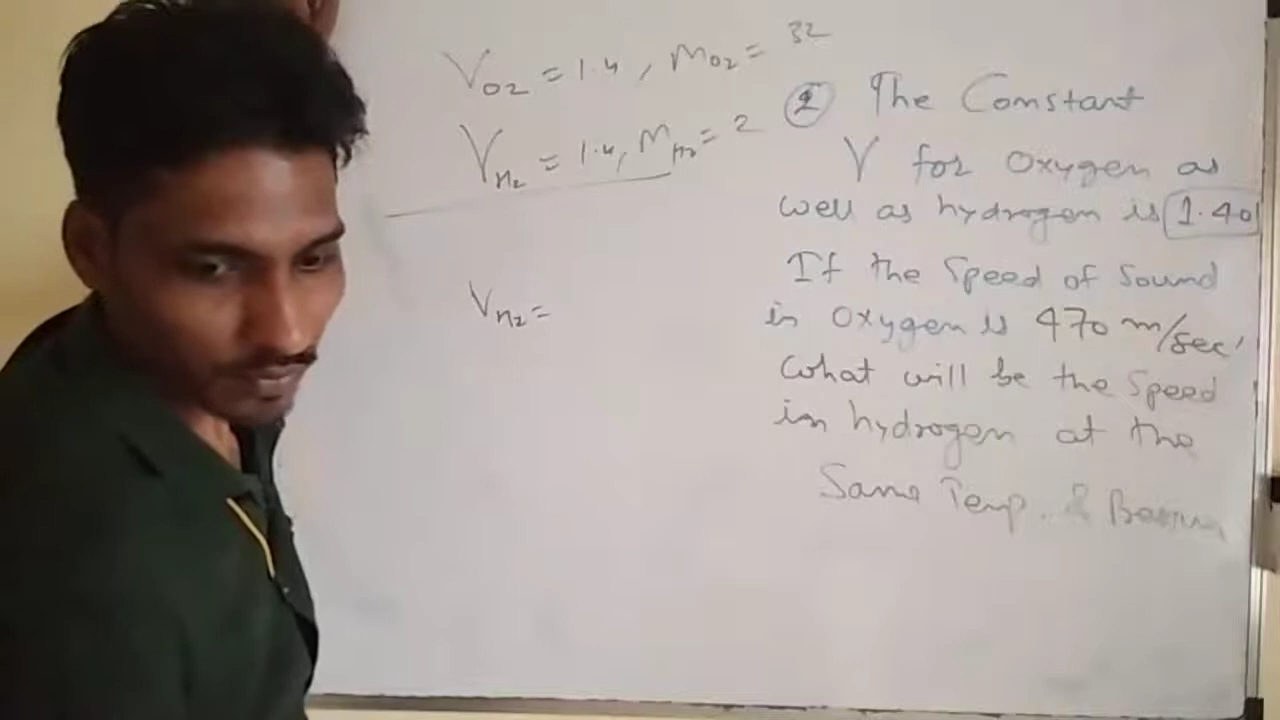 γO2 = 1.4, MO2 = 32
γH2 = 1.4, MH2 = 2
VH2 =
② The Constant
γ for Oxygen as
well as hydrogen is 1.40
If the Speed of Sound
in Oxygen is 470 m/sec,
What will be the Speed
in hydrogen at the
Same Temp. &